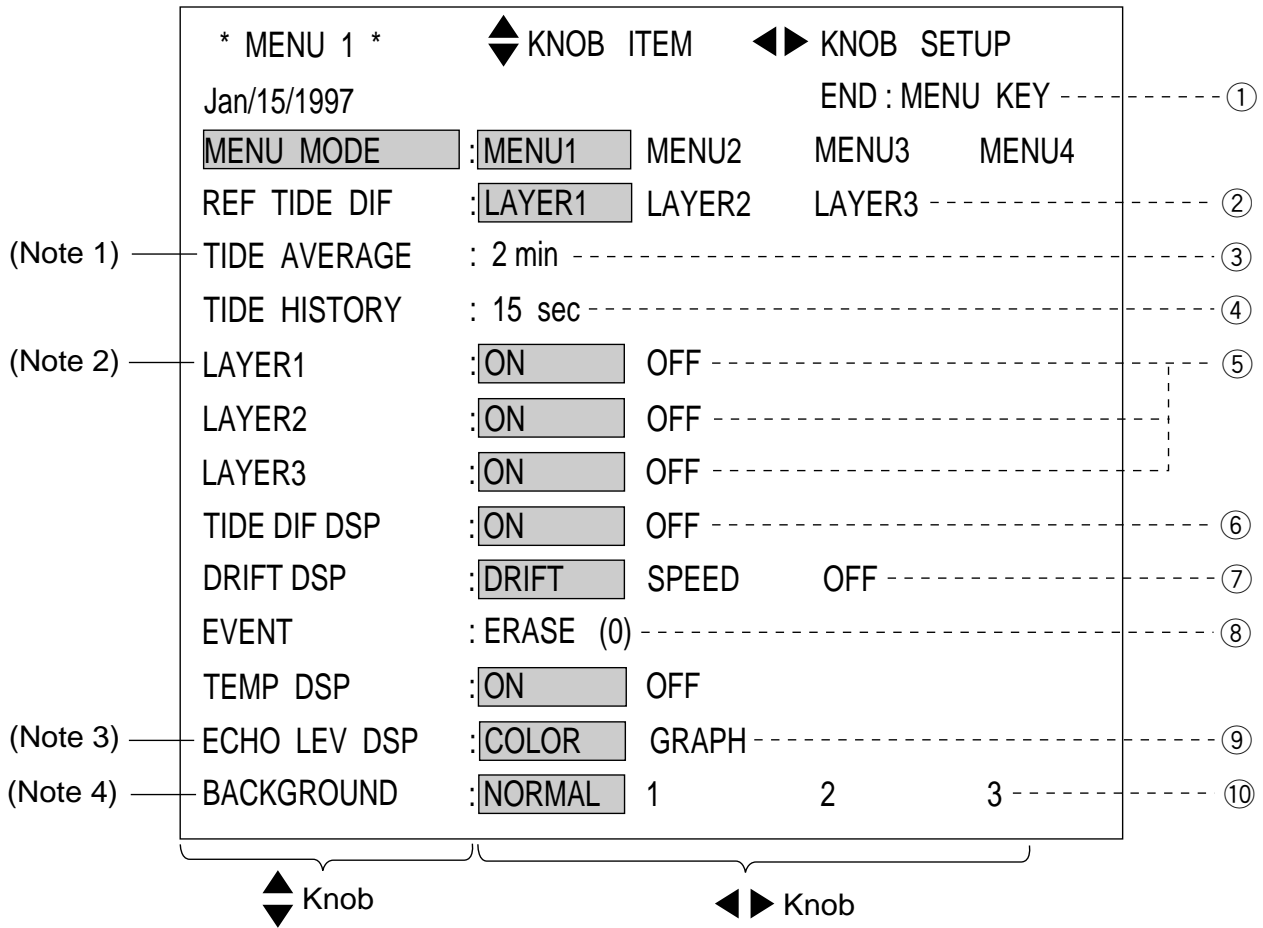 * MENU 1 * KNOB ITEM KNOB SETUP
Jan/15/1997 END : MENU KEY ①
MENU MODE : MENU1 MENU2 MENU3 MENU4
REF TIDE DIF : LAYER1 LAYER2 LAYER3 ②
(Note 1) TIDE AVERAGE : 2 min ③
TIDE HISTORY : 15 sec ④
(Note 2) LAYER1 : ON OFF ⑤
LAYER2 : ON OFF
LAYER3 : ON OFF
TIDE DIF DSP : ON OFF ⑥
DRIFT DSP : DRIFT SPEED OFF ⑦
EVENT : ERASE (0) ⑧
TEMP DSP : ON OFF
(Note 3) ECHO LEV DSP : COLOR GRAPH ⑨
(Note 4) BACKGROUND : NORMAL 1 2 3 ⑩
Knob Knob